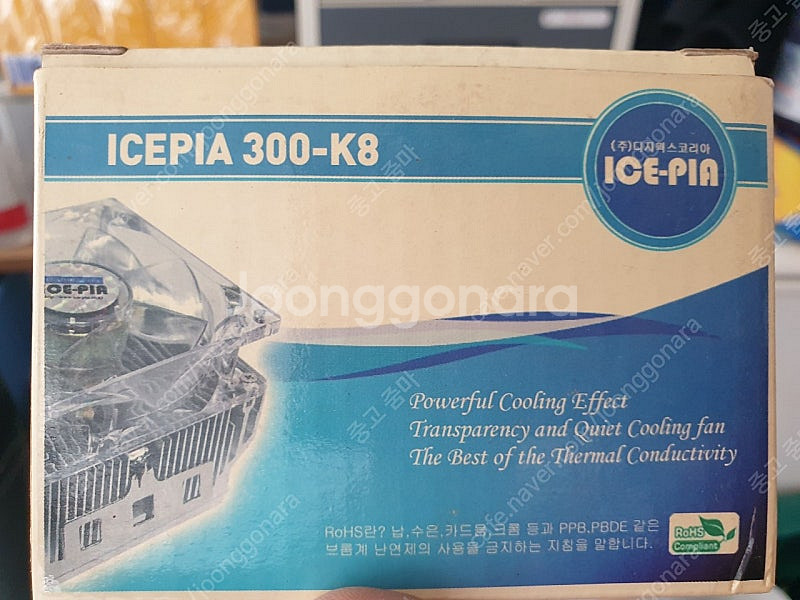 ICEPIA 300-K8
(주)디지웍스코리아
ICE-PIA
ICE-PIA
joonggonara
Powerful Cooling Effect
Transparency and Quiet Cooling fan
The Best of the Thermal Conductivity
RoHS란? 납,수은,카드뮴,크롬 등과 PPB,PBDE 같은
브롬계 난연제의 사용을 금지하는 지침을 말합니다.
RoHS
Compliant